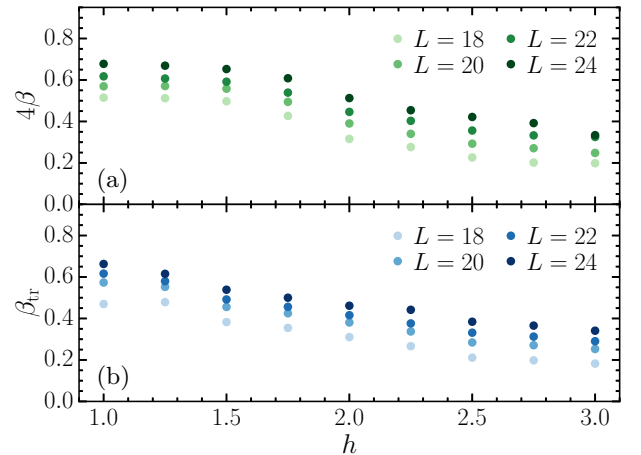 0.8
0.6
0.4
0.2
0.0
4β
L = 18
L = 22
L = 20
L = 24
(a)
0.8
0.6
0.4
0.2
0.0
β_tr
L = 18
L = 22
L = 20
L = 24
(b)
1.0 1.5 2.0 2.5 3.0
h